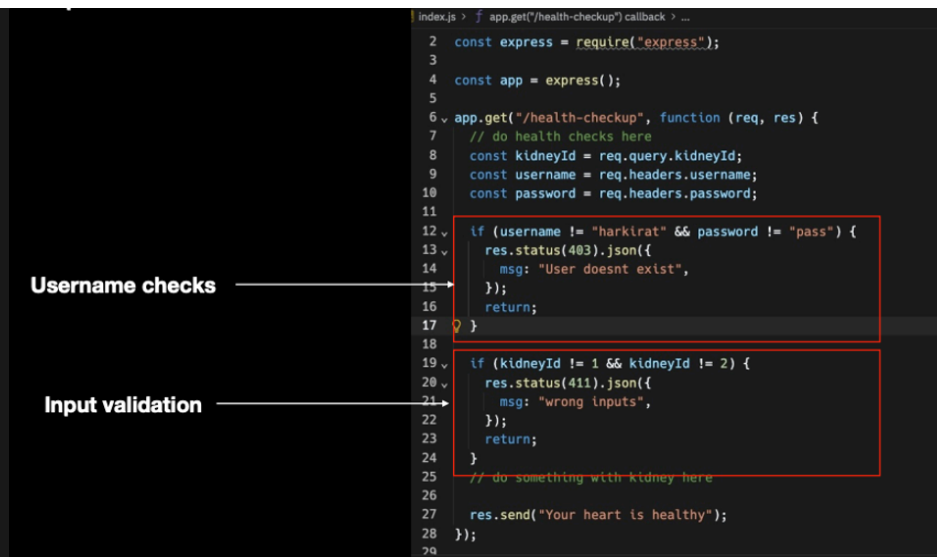 index.js > ƒ app.get("/health-checkup") callback > ...
2 const express = require("express");
3
4 const app = express();
5
6 app.get("/health-checkup", function (req, res) {
7 // do health checks here
8 const kidneyId = req.query.kidneyId;
9 const username = req.headers.username;
10 const password = req.headers.password;
11
12 if (username != "harkirat" && password != "pass") {
13 res.status(403).json({
14 msg: "User doesnt exist",
Username checks
15 });
16 return;
17 }
18
19 if (kidneyId != 1 && kidneyId != 2) {
20 res.status(411).json({
Input validation
21 msg: "wrong inputs",
22 });
23 return;
24 }
25 // do something with kidney here
26
27 res.send("Your heart is healthy");
28 });
29